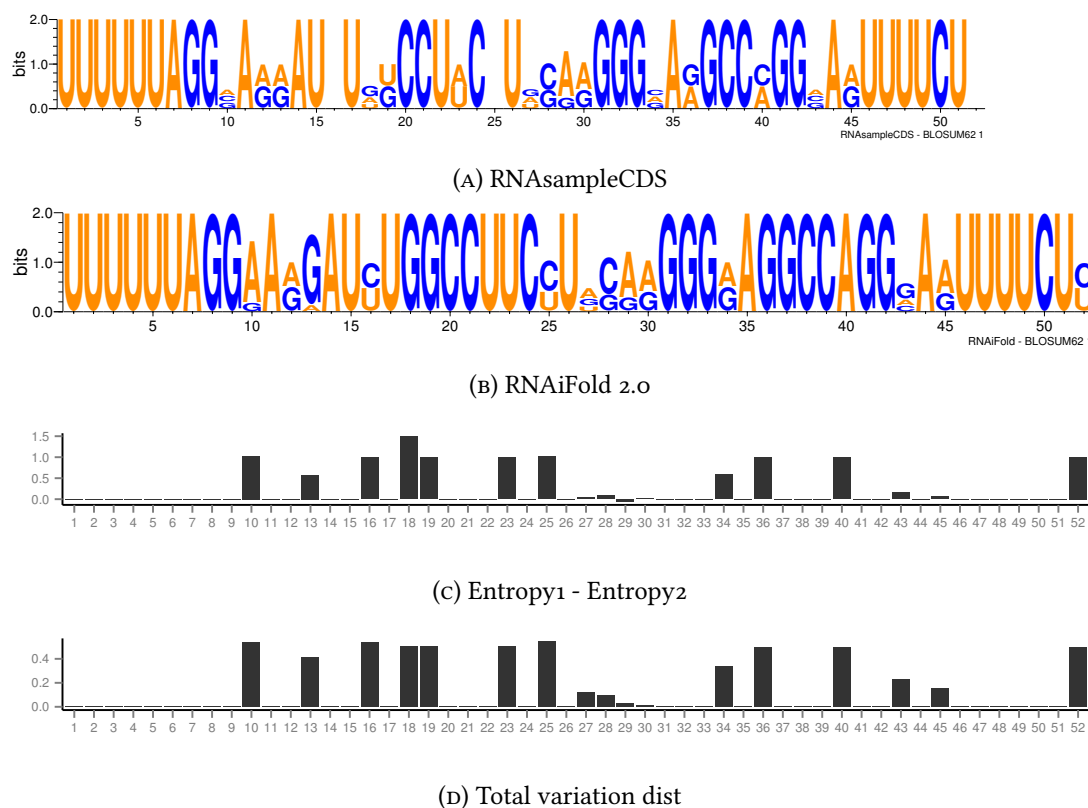 2.0
bits
1.0
0.0
UUUUUUAGGAAAAAU UGUCCUACUGCAAGGGCAGGCCCGGCAAUUUUCU
5 10 15 20 25 30 35 40 45 50
RNAsampleCDS - BLOSUM62 1
(A) RNAsampleCDS
2.0
bits
1.0
0.0
UUUUUUAGGAAAGAUCUGGCCUUCCUACAAGGGAAGGCCAGGGAAUUUUCUC
5 10 15 20 25 30 35 40 45 50
RNAiFold - BLOSUM62
(B) RNAiFold 2.0
1.5
1.0
0.5
0.0
1 2 3 4 5 6 7 8 9 10 11 12 13 14 15 16 17 18 19 20 21 22 23 24 25 26 27 28 29 30 31 32 33 34 35 36 37 38 39 40 41 42 43 44 45 46 47 48 49 50 51 52
(C) Entropy1 - Entropy2
0.4
0.2
0.0
1 2 3 4 5 6 7 8 9 10 11 12 13 14 15 16 17 18 19 20 21 22 23 24 25 26 27 28 29 30 31 32 33 34 35 36 37 38 39 40 41 42 43 44 45 46 47 48 49 50 51 52
(D) Total variation dist